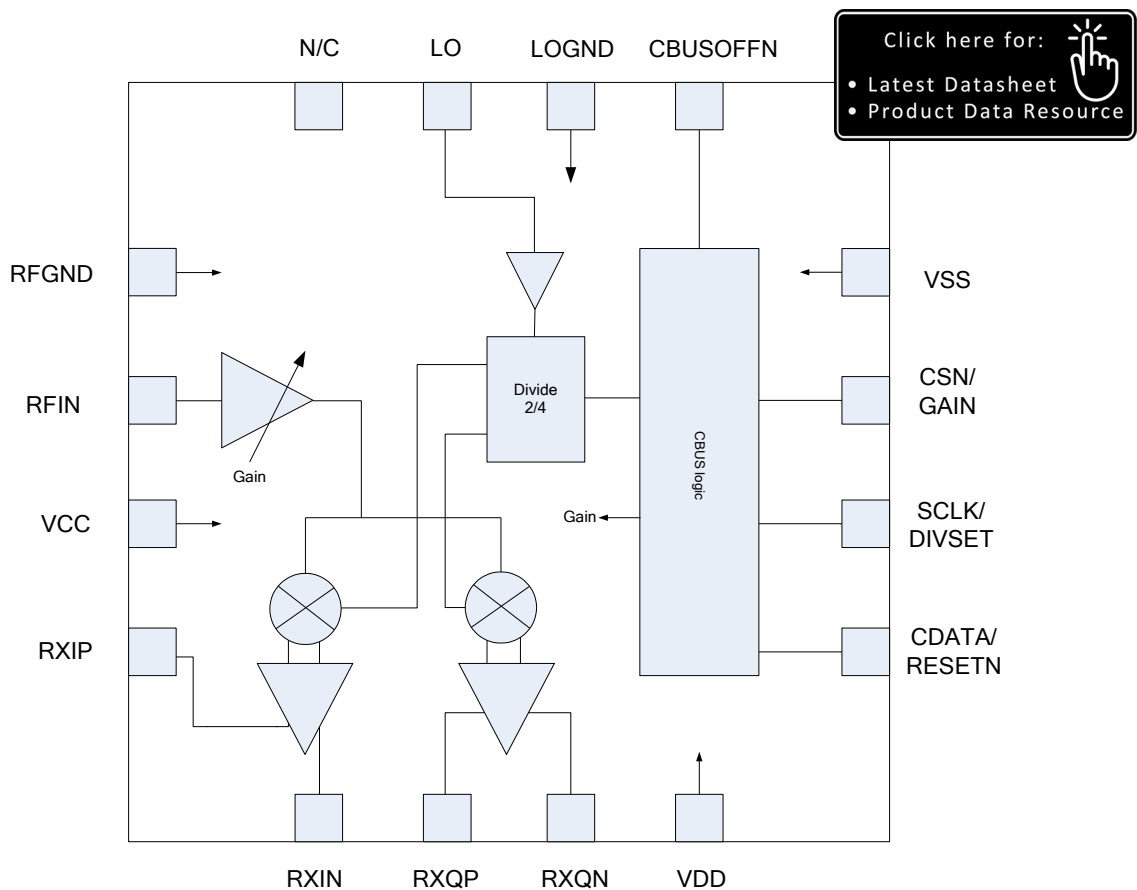 N/C
LO
LOGND
CBUSOFFN
Click here for:
• Latest Datasheet
• Product Data Resource
RFGND
VSS
RFIN
Gain
Divide
2/4
CBUS logic
CSN/
GAIN
VCC
Gain
SCLK/
DIVSET
RXIP
CDATA/
RESETN
RXIN
RXQP
RXQN
VDD